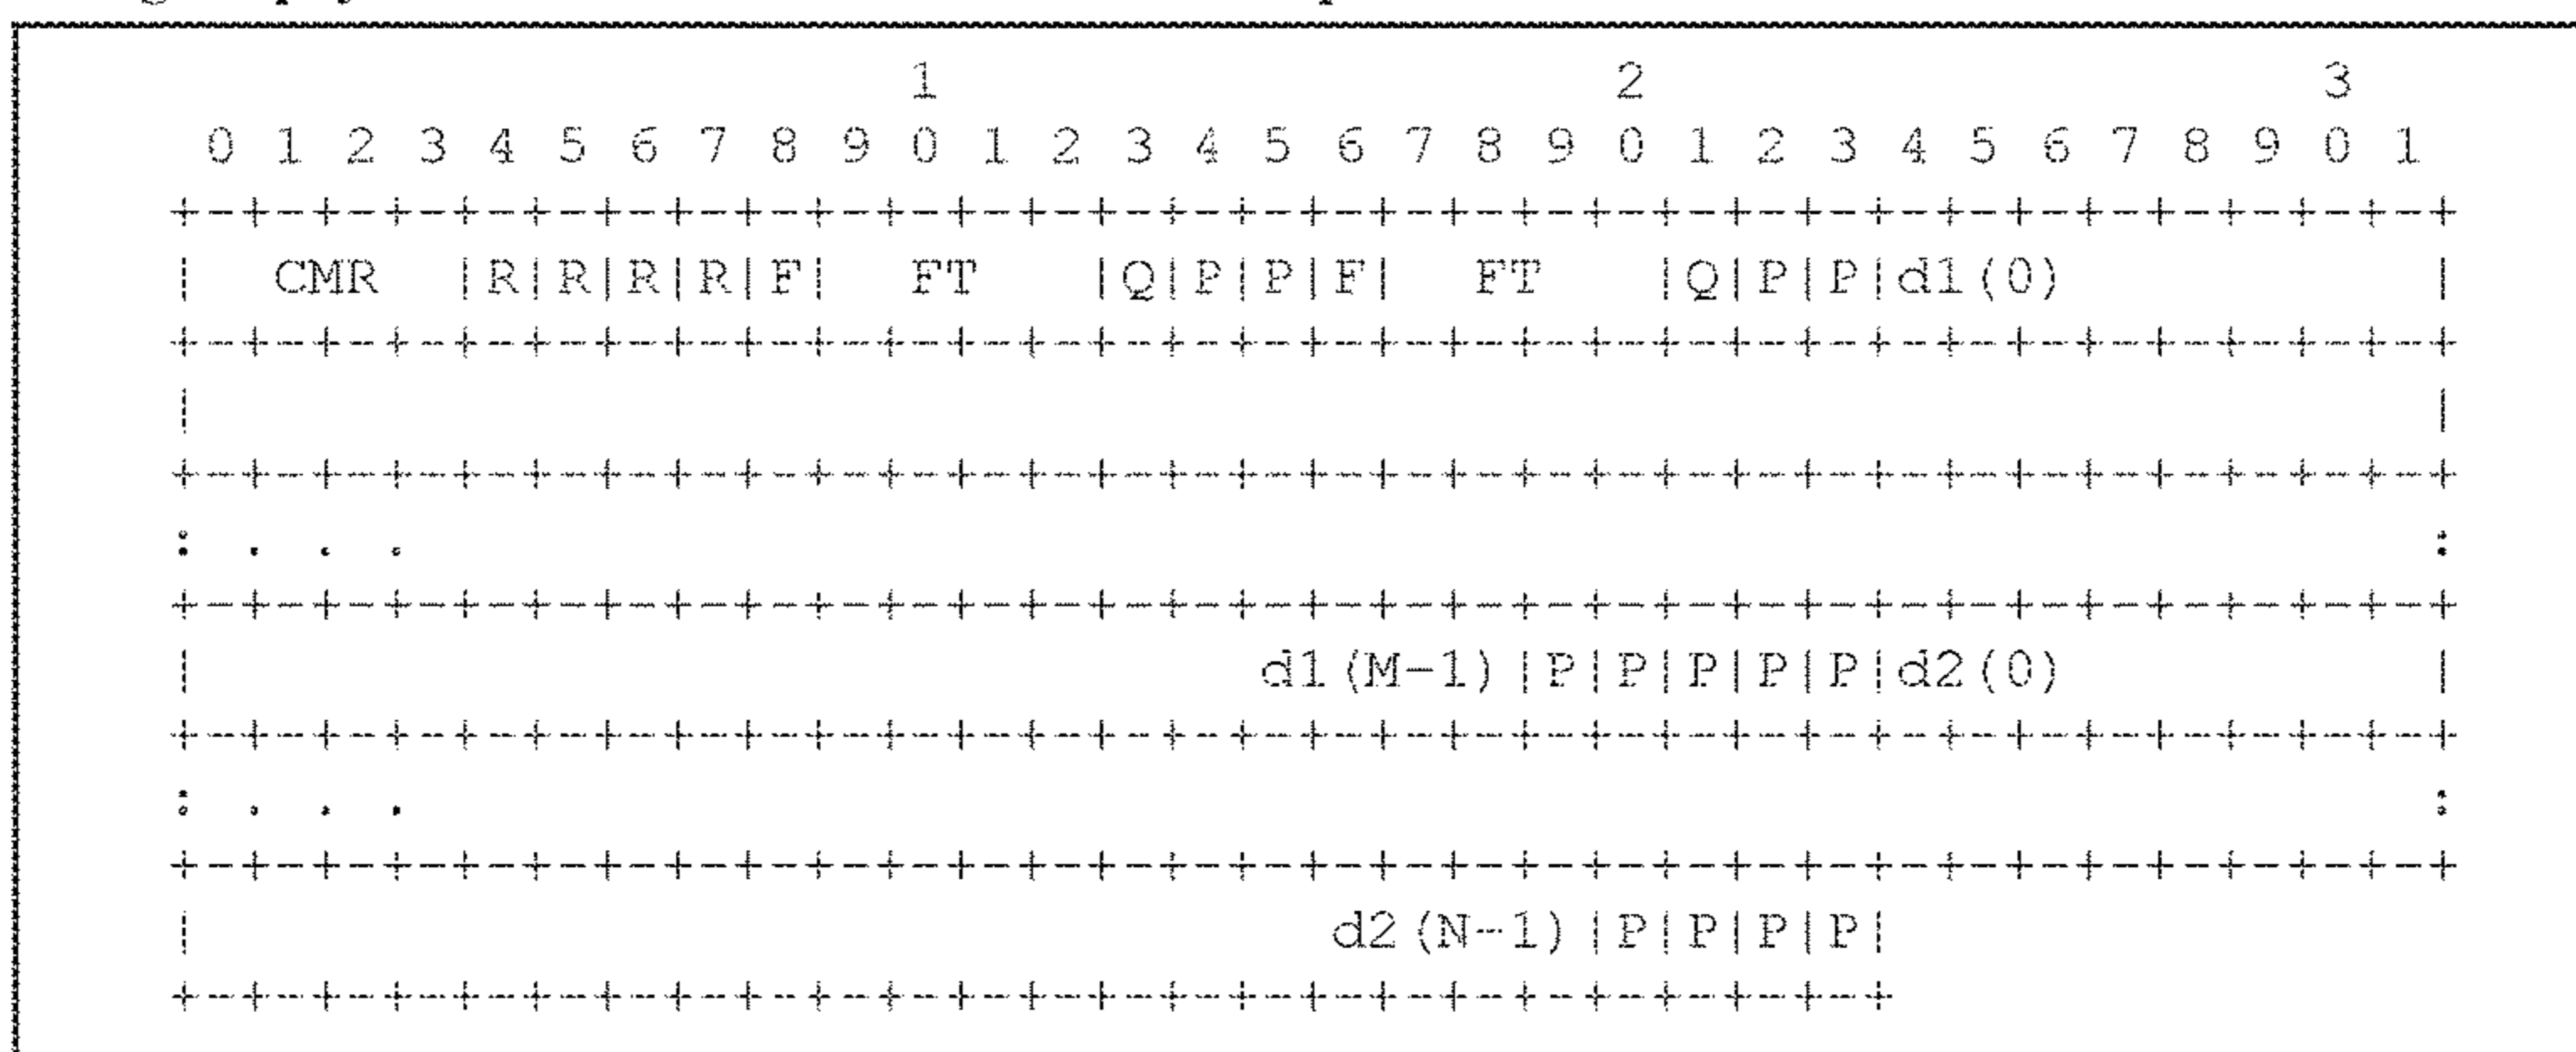 1                   2                   3
 0 1 2 3 4 5 6 7 8 9 0 1 2 3 4 5 6 7 8 9 0 1 2 3 4 5 6 7 8 9 0 1
+-+-+-+-+-+-+-+-+-+-+-+-+-+-+-+-+-+-+-+-+-+-+-+-+-+-+-+-+-+-+-+-+
|  CMR  |R|R|R|R|F|  FT   |Q|P|P|F|  FT   |Q|P|P|d1(0)          |
+-+-+-+-+-+-+-+-+-+-+-+-+-+-+-+-+-+-+-+-+-+-+-+-+-+-+-+-+-+-+-+-+
|                                                               |
+-+-+-+-+-+-+-+-+-+-+-+-+-+-+-+-+-+-+-+-+-+-+-+-+-+-+-+-+-+-+-+-+
: . . .                                                         :
+-+-+-+-+-+-+-+-+-+-+-+-+-+-+-+-+-+-+-+-+-+-+-+-+-+-+-+-+-+-+-+-+
|                              d1(M-1)|P|P|P|P|P|d2(0)          |
+-+-+-+-+-+-+-+-+-+-+-+-+-+-+-+-+-+-+-+-+-+-+-+-+-+-+-+-+-+-+-+-+
: . . .                                                         :
+-+-+-+-+-+-+-+-+-+-+-+-+-+-+-+-+-+-+-+-+-+-+-+-+-+-+-+-+-+-+-+-+
|                                d2(N-1)|P|P|P|P|
+-+-+-+-+-+-+-+-+-+-+-+-+-+-+-+-+-+-+-+-+-+-+-+-+